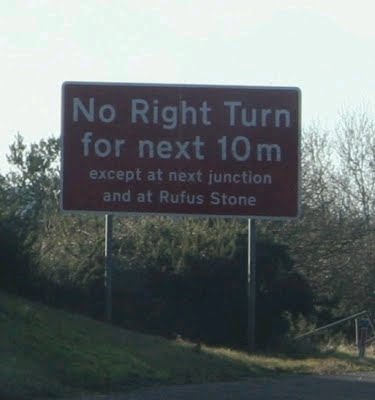 No Right Turn
for next 10m
except at next junction
and at Rufus Stone